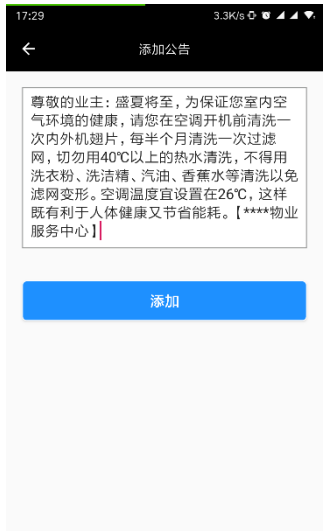 17:29
3.3K/s
添加公告
尊敬的业主：盛夏将至，为保证您室内空
气环境的健康，请您在空调开机前清洗一
次内外机翅片，每半个月清洗一次过滤
网，切勿用40℃以上的热水清洗，不得用
洗衣粉、洗洁精、汽油、香蕉水等清洗以免
滤网变形。空调温度宜设置在26℃，这样
既有利于人体健康又节省能耗。【****物业
服务中心】
添加